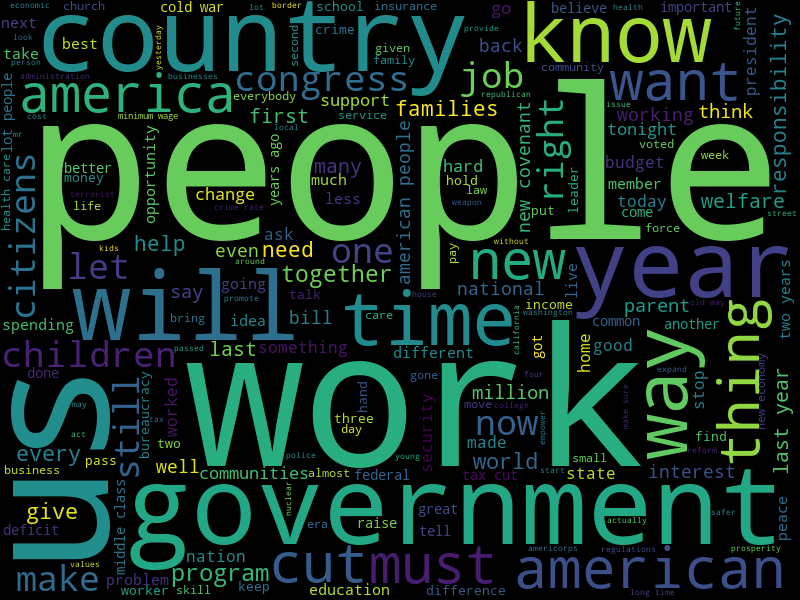 economic
church
cold war
border
lot
school
insurance
go
believe
health
important
future
next
look
person
take
best
yesterday
country
second
crime
given
family
provide
know
back
community
president
administration
businesses
congress
job
want
responsibility
america
everybody
support
families
republican
issue
working
think
cost
minimum wage
first
service
tonight
mr
local
voted
people
health care
lot people
citizens
better
money
life
terrorist
opportunity
years ago
many
much
less
change
crime rate
american people
hard
hold
law
weapon
new covenant
right
leader
put
budget
week
member
today
welfare
come
force
street
kids
help
ask
even
need
one
without
pay
new
year
let
around
together
will
say
going
talk
house
national
live
old way
two years
promote
bring
idea
bill
care
time
income
washington
parent
spending
california
common
another
thing
children
passed
last
something
different
got
home
good
way
stop
done
us
still
bureaucracy
worked
work
gone
four
expand
new economy
last year
may
tax
hand
three
day
million
move
college
empower
make sure
act
two
now
made
find
reform
every
police
young
security
world
start
small
business
pass
well
communities
almost
federal
tax cut
state
interest
give
nuclear
government
actually
safer
peace
deficit
middle class
era
raise
great
tell
nation
cut
must
americorps
regulations
prosperity
values
make
problem
program
american
worker
skill
keep
education
difference
long time